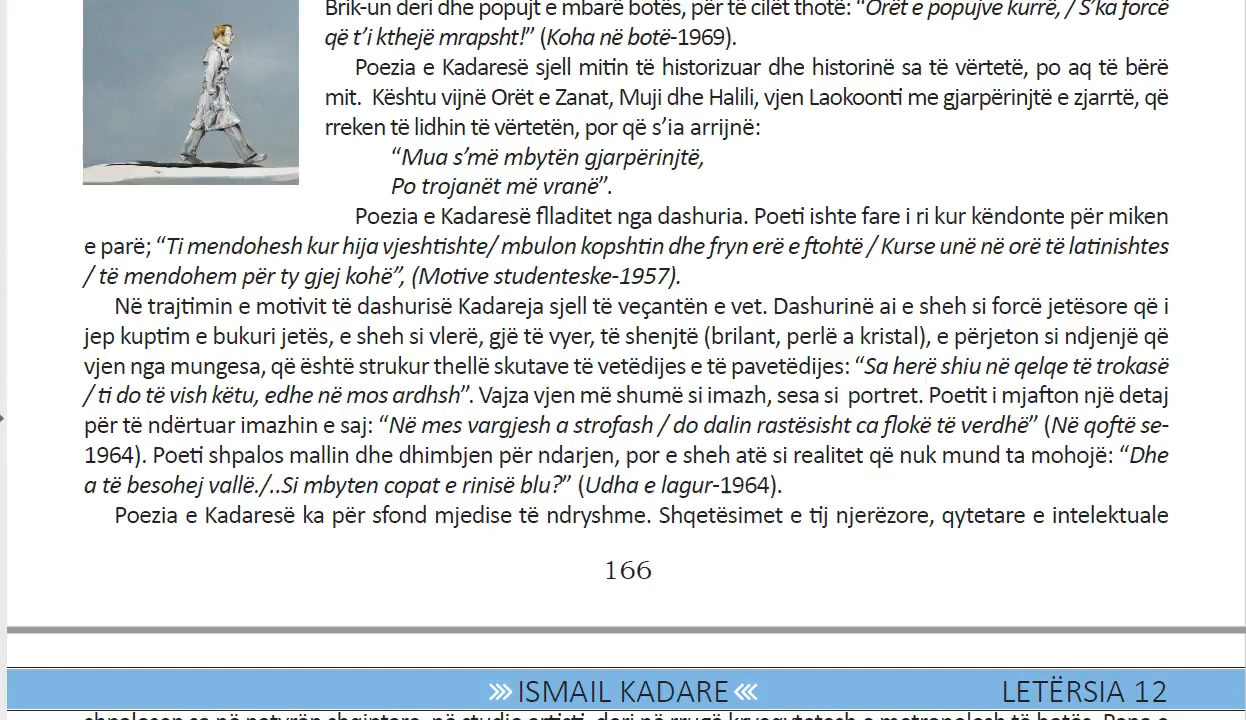 Brik-un deri dhe popujt e mbarë botës, për të cilët thotë: “Orët e popujve kurrë, / S’ka forcë
që t’i kthejë mrapsht!” (Koha në botë-1969).
Poezia e Kadaresë sjell mitin të historizuar dhe historinë sa të vërtetë, po aq të bërë
mit. Kështu vijnë Orët e Zanat, Muji dhe Halili, vjen Laokoonti me gjarpërinjtë e zjarrtë, që
rreken të lidhin të vërtetën, por që s’ia arrijnë:
“Mua s’më mbytën gjarpërinjtë,
Po trojanët më vranë”.
Poezia e Kadaresë flladitet nga dashuria. Poeti ishte fare i ri kur këndonte për miken
e parë; “Ti mendohesh kur hija vjeshtishte/ mbulon kopshtin dhe fryn erë e ftohtë / Kurse unë në orë të latinishtes
/ të mendohem për ty gjej kohë”, (Motive studenteske-1957).
Në trajtimin e motivit të dashurisë Kadareja sjell të veçantën e vet. Dashurinë ai e sheh si forcë jetësore që i
jep kuptim e bukuri jetës, e sheh si vlerë, gjë të vyer, të shenjtë (brilant, perlë a kristal), e përjeton si ndjenjë që
vjen nga mungesa, që është strukur thellë skutave të vetëdijes e të pavetëdijes: “Sa herë shiu në qelqe të trokasë
/ ti do të vish këtu, edhe në mos ardhsh”. Vajza vjen më shumë si imazh, sesa si portret. Poetit i mjafton një detaj
për të ndërtuar imazhin e saj: “Në mes vargjesh a strofash / do dalin rastësisht ca flokë të verdhë” (Në qoftë se-
1964). Poeti shpalos mallin dhe dhimbjen për ndarjen, por e sheh atë si realitet që nuk mund ta mohojë: “Dhe
a të besohej vallë./..Si mbyten copat e rinisë blu?” (Udha e lagur-1964).
Poezia e Kadaresë ka për sfond mjedise të ndryshme. Shqetësimet e tij njerëzore, qytetare e intelektuale
166
ISMAIL KADARE
LETËRSIA 12